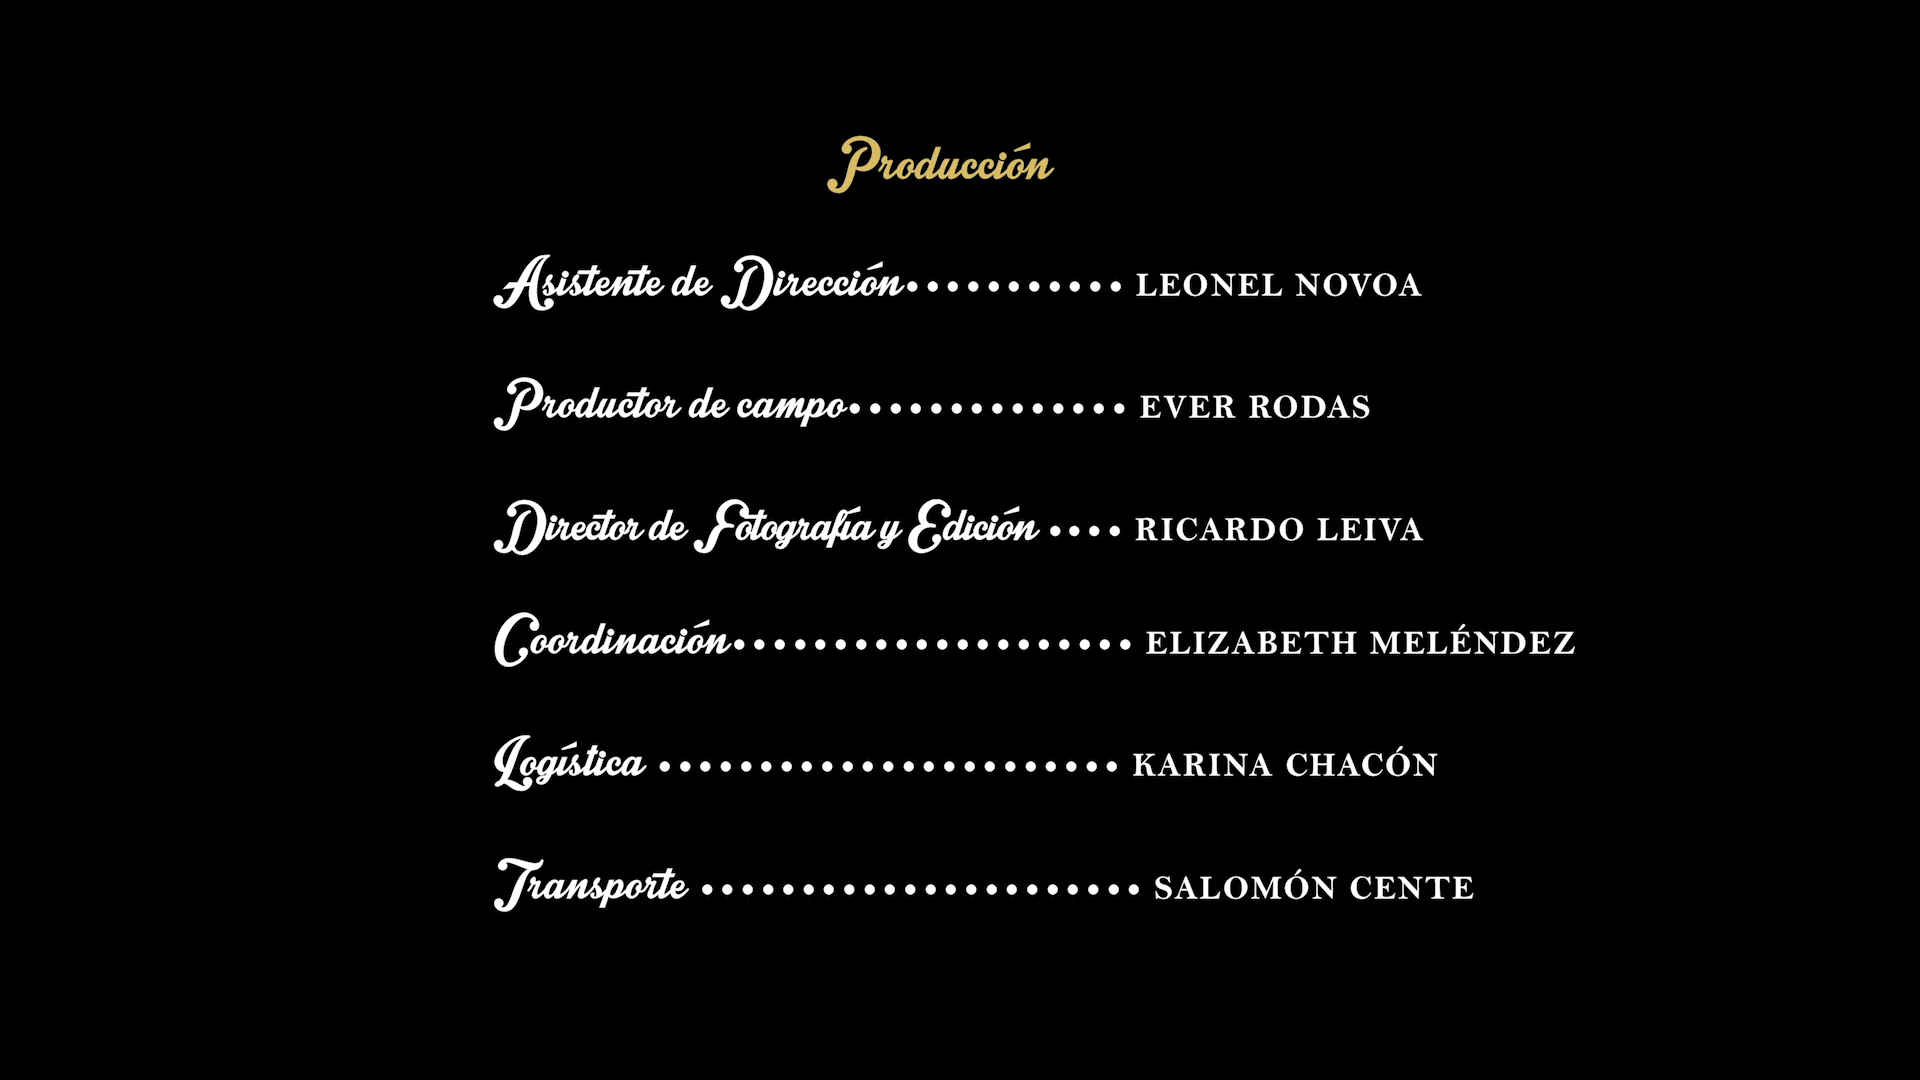 Producción
Asistente de Dirección........... LEONEL NOVOA
Productor de campo.............. EVER RODAS
Director de Fotografía y Edición .... RICARDO LEIVA
Coordinación.................... ELIZABETH MELÉNDEZ
Logística ....................... KARINA CHACÓN
Transporte ...................... SALOMÓN CENTE